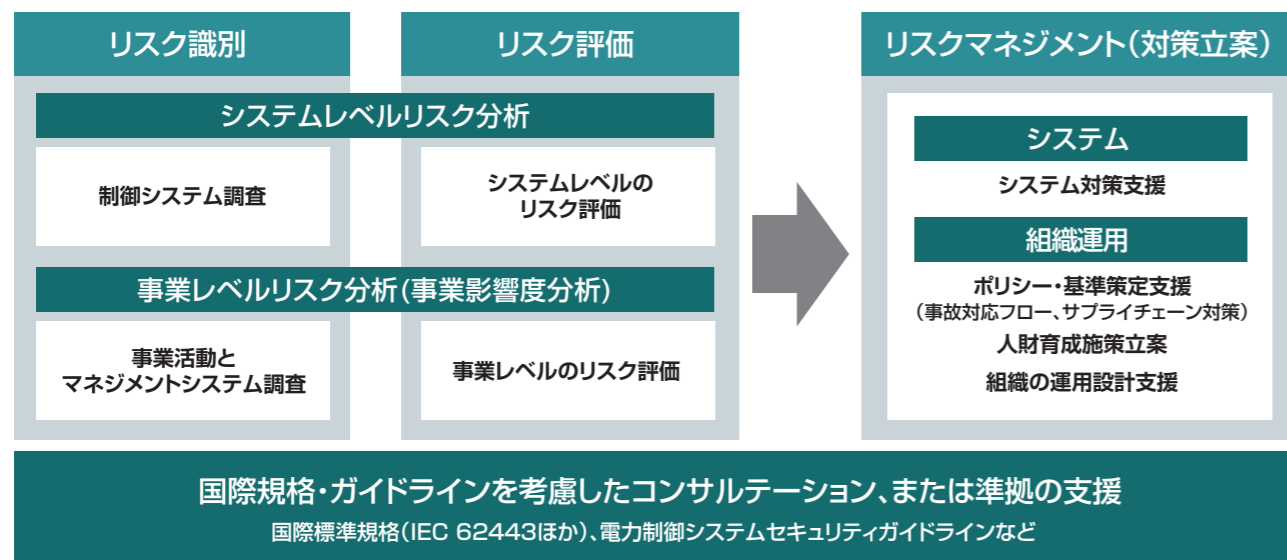 リスク識別
リスク評価
リスクマネジメント(対策立案)
システムレベルリスク分析
制御システム調査
システムレベルの
リスク評価
事業レベルリスク分析(事業影響度分析)
事業活動と
マネジメントシステム調査
事業レベルのリスク評価
システム
システム対策支援
組織運用
ポリシー・基準策定支援
(事故対応フロー、サプライチェーン対策)
人財育成施策立案
組織の運用設計支援
国際規格・ガイドラインを考慮したコンサルテーション、または準拠の支援
国際標準規格(IEC 62443ほか)、電力制御システムセキュリティガイドラインなど